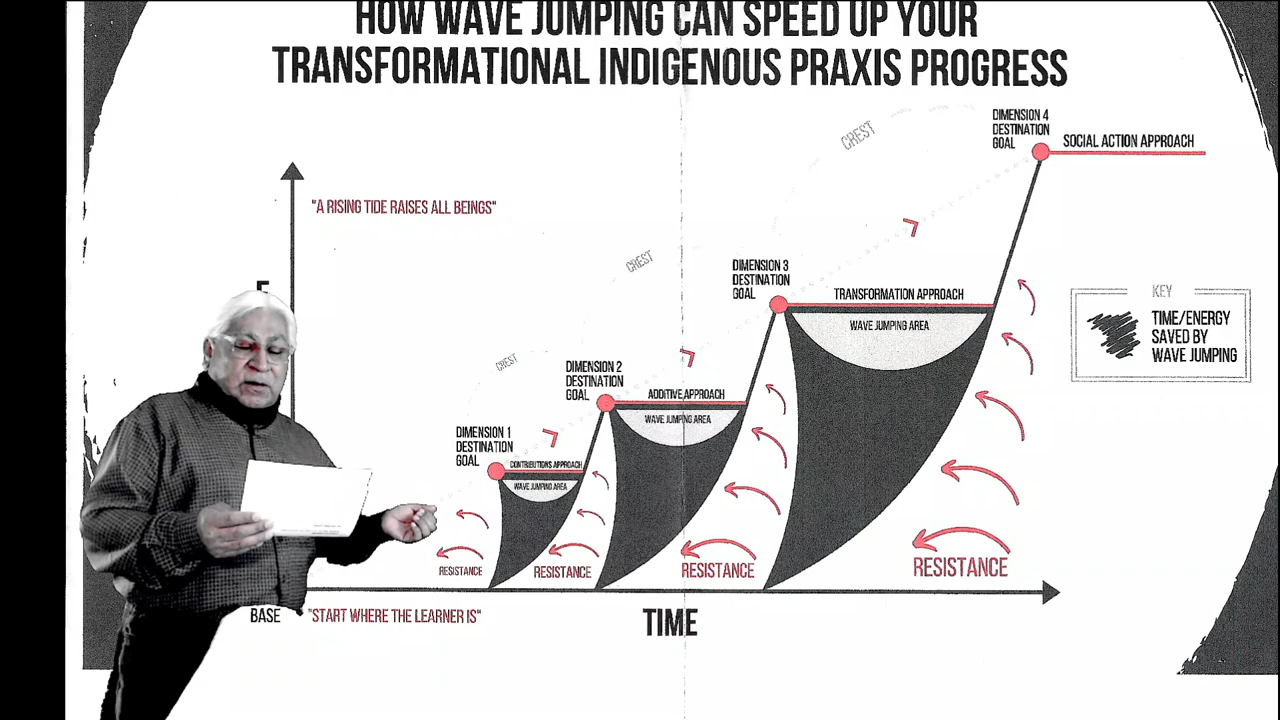 HOW WAVE JUMPING CAN SPEED UP YOUR
TRANSFORMATIONAL INDIGENOUS PRAXIS PROGRESS
DIMENSION 4
DESTINATION
GOAL
SOCIAL ACTION APPROACH
CREST
"A RISING TIDE RAISES ALL BEINGS"
CREST
DIMENSION 3
DESTINATION
GOAL
TRANSFORMATION APPROACH
WAVE JUMPING AREA
KEY
TIME/ENERGY
SAVED BY
WAVE JUMPING
CREST
DIMENSION 2
DESTINATION
GOAL
ADDITIVE APPROACH
WAVE JUMPING AREA
DIMENSION 1
DESTINATION
GOAL
CONTRIBUTIONS APPROACH
WAVE JUMPING AREA
RESISTANCE
RESISTANCE
RESISTANCE
RESISTANCE
BASE
"START WHERE THE LEARNER IS"
TIME